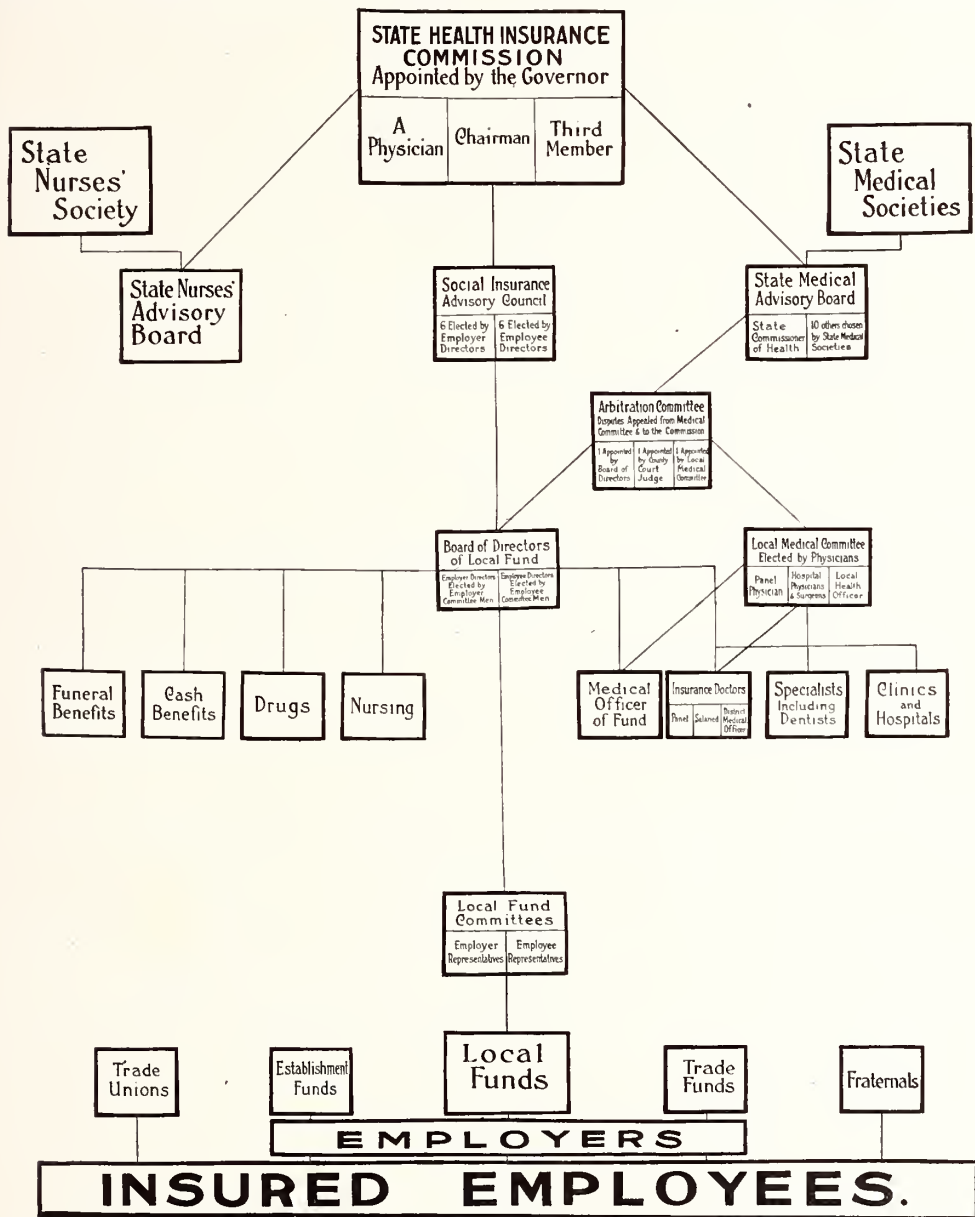 STATE HEALTH INSURANCE
COMMISSION
Appointed by the Governor
A
Physician
Chairman
Third
Member
State
Nurses'
Society
State
Medical
Societies
State Nurses'
Advisory
Board
Social Insurance
Advisory Council
6 Elected by
Employer
Directors
6 Elected by
Employee
Directors
State Medical
Advisory Board
State
Commissioner
of Health
10 others chosen
by State Medical
Societies
Arbitration Committee
Disputes Appealed from Medical
Committee & to the Commission
1 Appointed
by
Board of
Directors
1 Appointed
by County
Court
Judge
1 Appointed
by Local
Medical
Committee
Board of Directors
of Local Fund
Employer Directors
Elected by
Employer
Committee Men
Employee Directors
Elected by
Employee
Committee Men
Local Medical Committee
Elected by Physicians
Panel
Physician
Hospital
Physicians
& Surgeons
Local
Health
Officer
Funeral
Benefits
Cash
Benefits
Drugs
Nursing
Medical
Officer
of Fund
Insurance Doctors
Panel
Salaried
District
Medical
Officer
Specialists
Including
Dentists
Clinics
and
Hospitals
Local Fund
Committees
Employer
Representatives
Employee
Representatives
Trade
Unions
Establishment
Funds
Local
Funds
Trade
Funds
Fraternals
EMPLOYERS
INSURED EMPLOYEES.